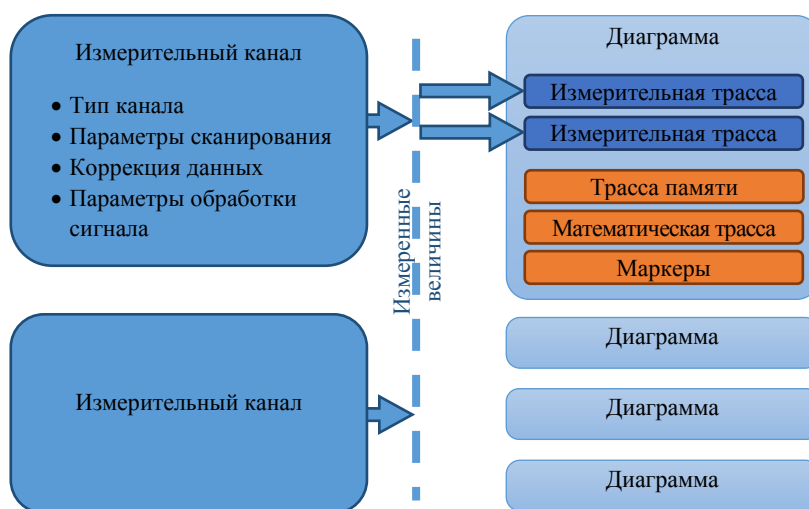 Измерительный канал
• Тип канала
• Параметры сканирования
• Коррекция данных
• Параметры обработки
сигнала
Измерительный канал
Измеренные
величины
Диаграмма
Измерительная трасса
Измерительная трасса
Трасса памяти
Математическая трасса
Маркеры
Диаграмма
Диаграмма
Диаграмма